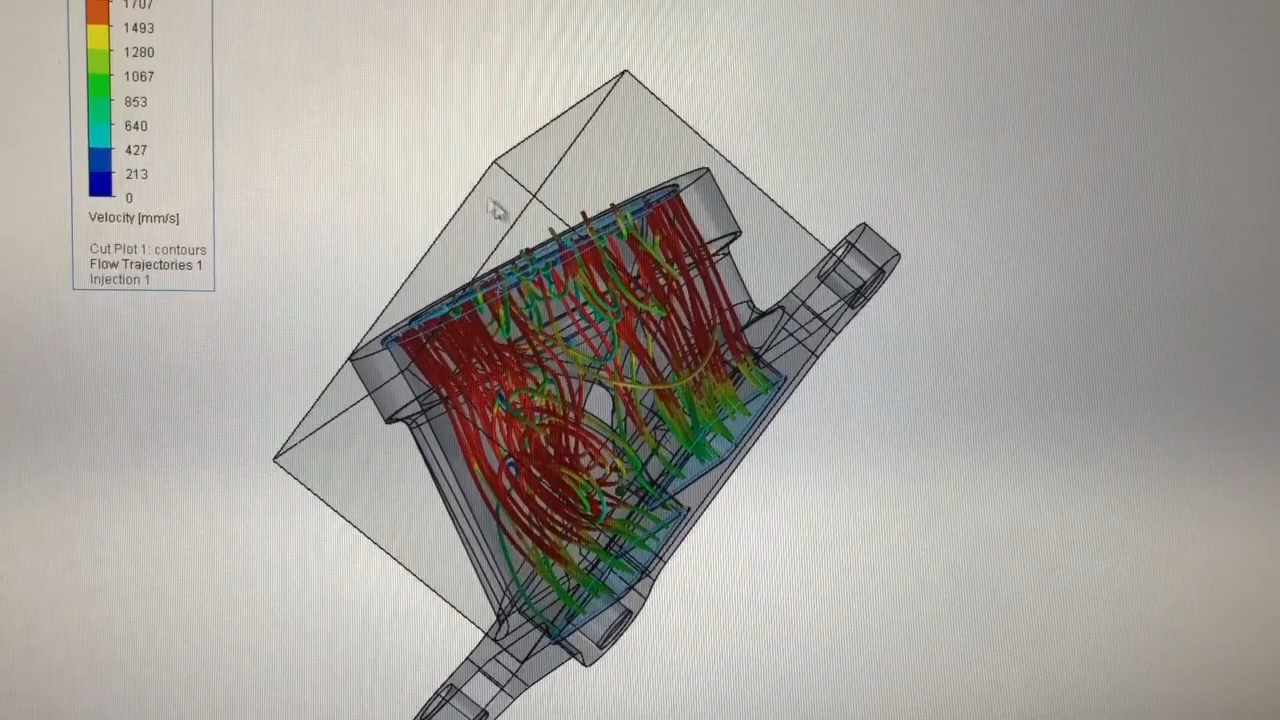 1707
1493
1280
1067
853
640
427
213
0
Velocity [mm/s]
Cut Plot 1: contours
Flow Trajectories 1
Injection 1